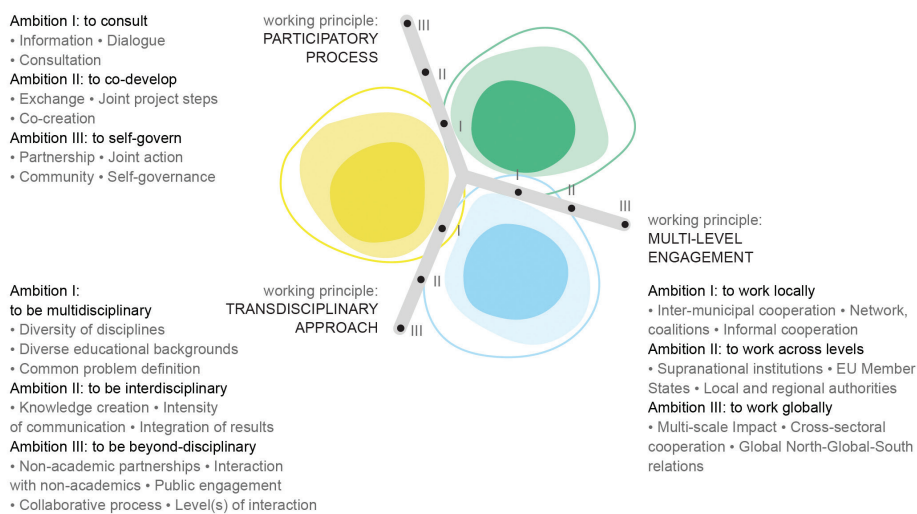 Ambition I: to consult
• Information • Dialogue
• Consultation
Ambition II: to co-develop
• Exchange • Joint project steps
• Co-creation
Ambition III: to self-govern
• Partnership • Joint action
• Community • Self-governance
working principle:
PARTICIPATORY
PROCESS
III
II
I
I
II
III
working principle:
MULTI-LEVEL
ENGAGEMENT
I
II
III
working principle:
TRANSDISCIPLINARY
APPROACH
Ambition I:
to be multidisciplinary
• Diversity of disciplines
• Diverse educational backgrounds
• Common problem definition
Ambition II: to be interdisciplinary
• Knowledge creation • Intensity
of communication • Integration of results
Ambition III: to be beyond-disciplinary
• Non-academic partnerships • Interaction
with non-academics • Public engagement
• Collaborative process • Level(s) of interaction
Ambition I: to work locally
• Inter-municipal cooperation • Network,
coalitions • Informal cooperation
Ambition II: to work across levels
• Supranational institutions • EU Member
States • Local and regional authorities
Ambition III: to work globally
• Multi-scale Impact • Cross-sectoral
cooperation • Global North-Global-South
relations